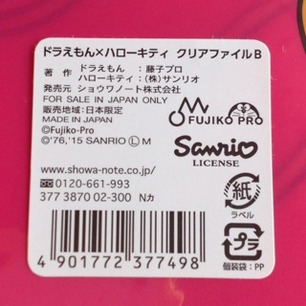 ドラえもん×ハローキティ クリアファイルB
著 作 ドラえもん：藤子プロ
ハローキティ：(株)サンリオ
発売元 ショウワノート株式会社
FOR SALE IN JAPAN ONLY
販売地域：日本限定
MADE IN JAPAN
©Fujiko-Pro
©'76,'15 SANRIO Ⓛ M
FUJIKO PRO
Sanrio
LICENSE
www.showa-note.co.jp/
0120-661-993
377 3870 02-300 Nカ
紙
ラベル
プラ
個装袋：PP
4 901772 377498